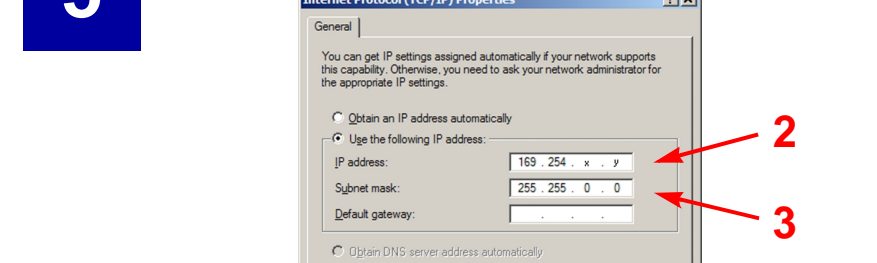 5
Internet Protocol (TCP/IP) Properties
General
You can get IP settings assigned automatically if your network supports
this capability. Otherwise, you need to ask your network administrator for
the appropriate IP settings.
Obtain an IP address automatically
Use the following IP address:
IP address: 169 . 254 . x . y
2
Subnet mask: 255 . 255 . 0 . 0
Default gateway: . . .
3
Obtain DNS server address automatically